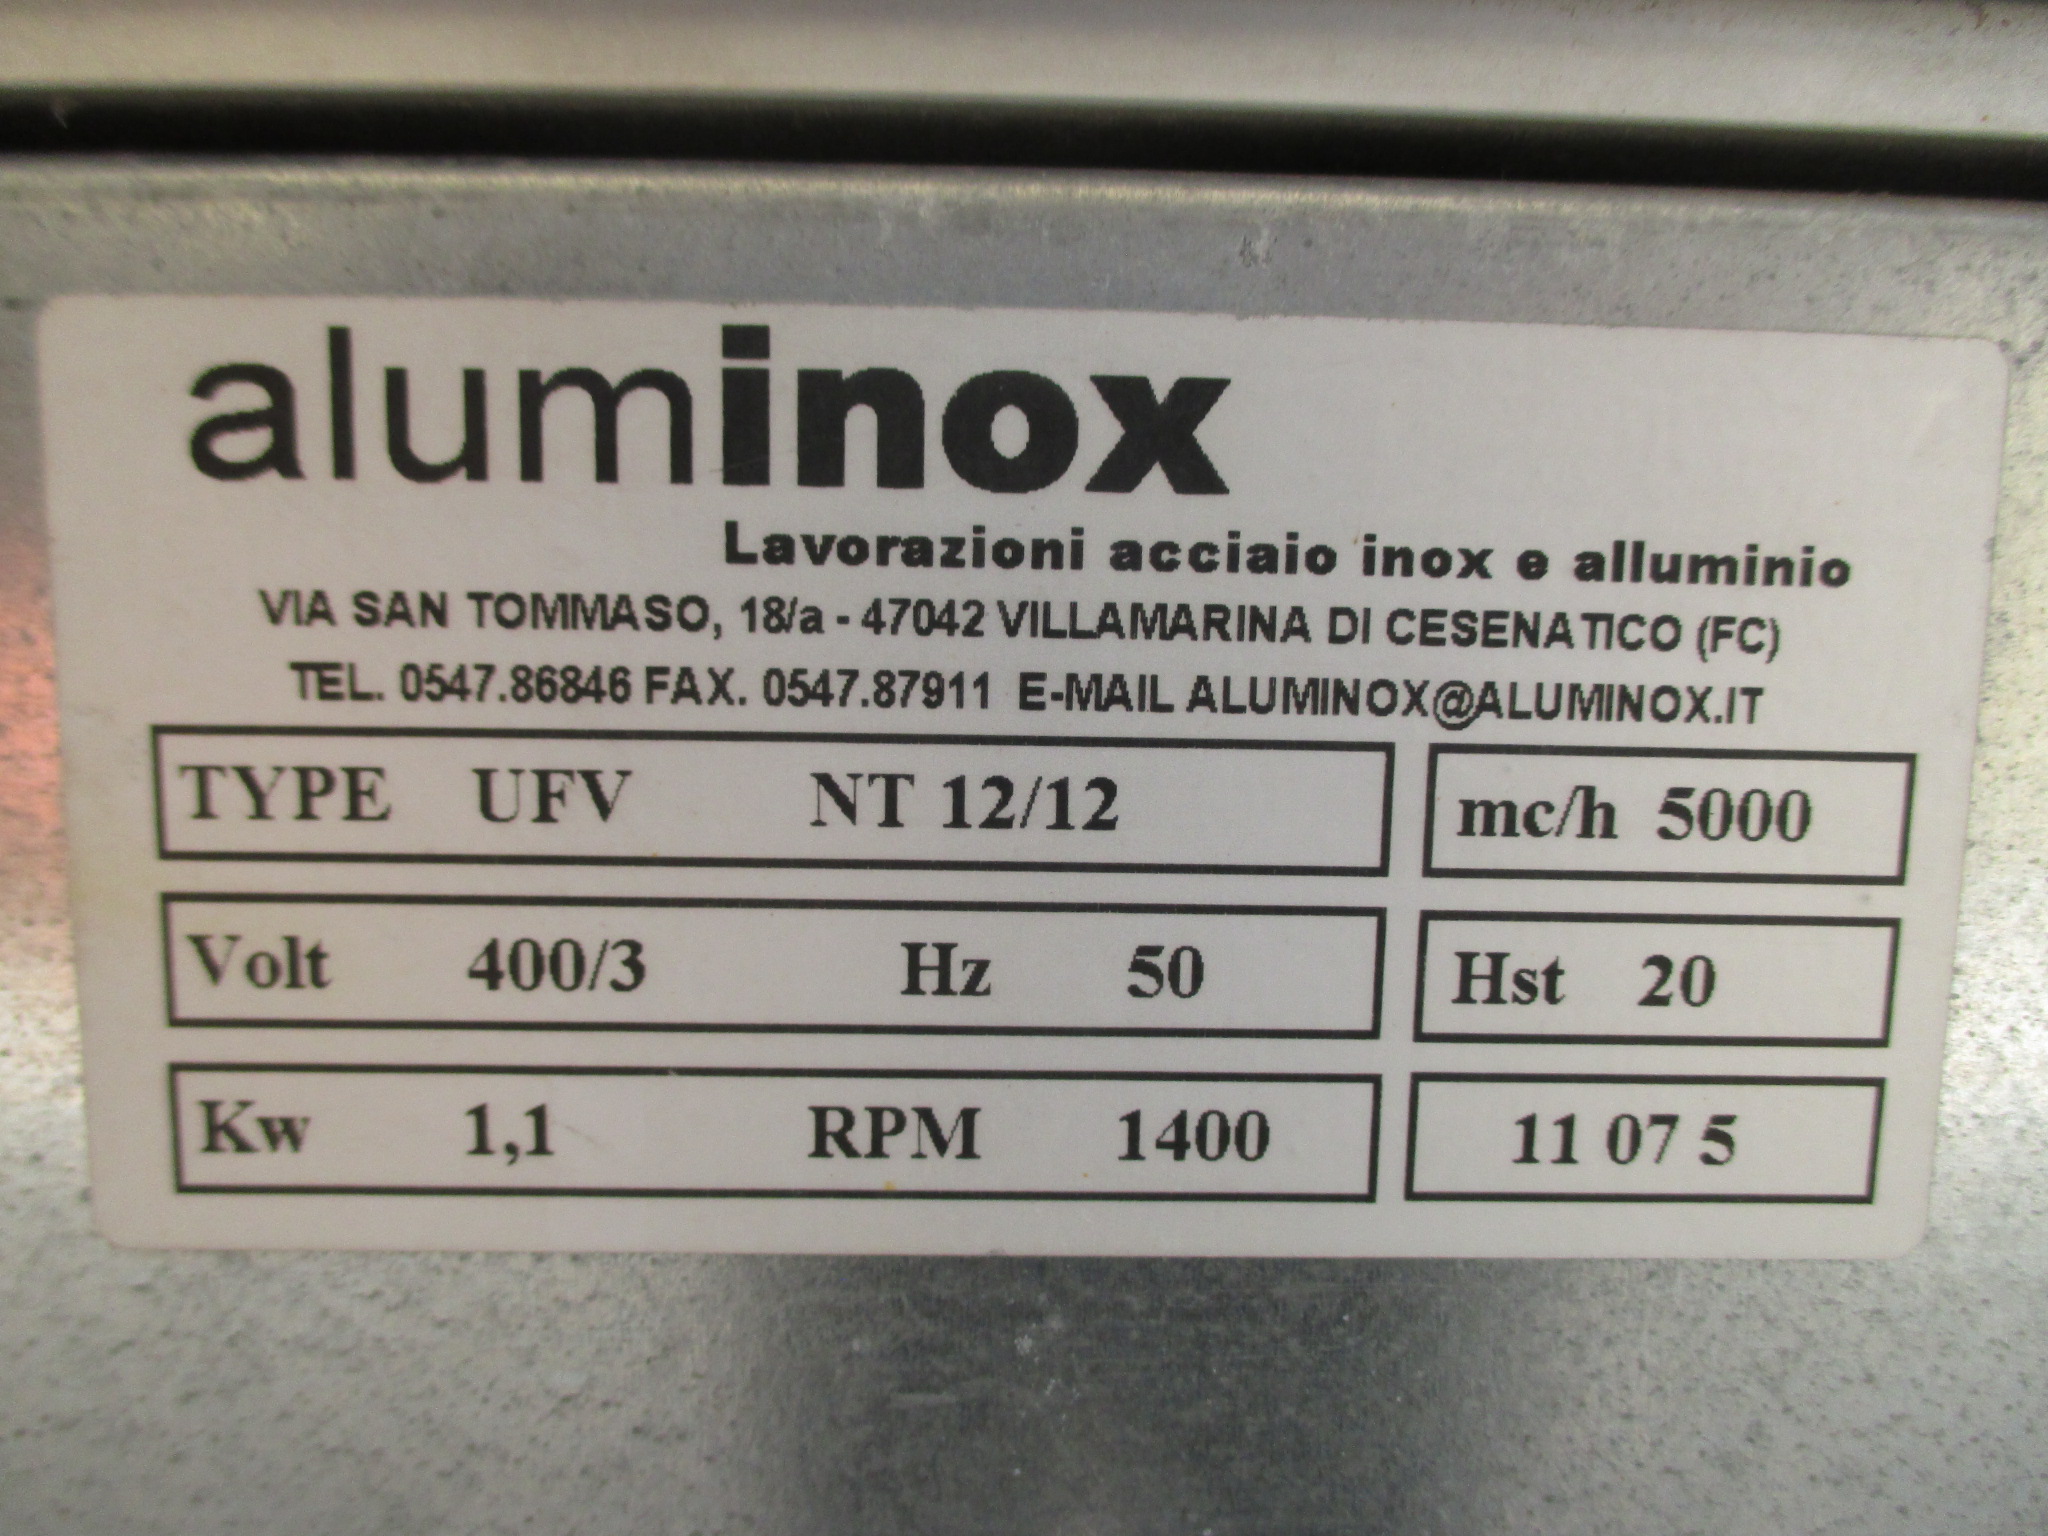 aluminox
Lavorazioni acciaio inox e alluminio
VIA SAN TOMMASO, 18/a - 47042 VILLAMARINA DI CESENATICO (FC)
TEL. 0547.86846 FAX. 0547.87911 E-MAIL ALUMINOX@ALUMINOX.IT
TYPE UFV NT 12/12 mc/h 5000
Volt 400/3 Hz 50 Hst 20
Kw 1,1 RPM 1400 11 07 5